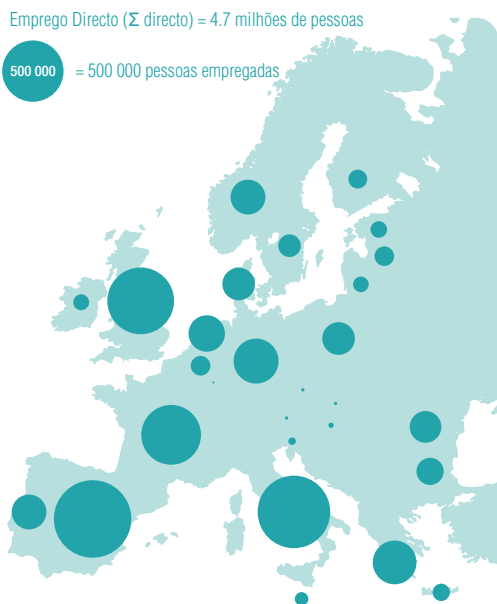 Emprego Directo (Σ directo) = 4.7 milhões de pessoas
500 000 = 500 000 pessoas empregadas